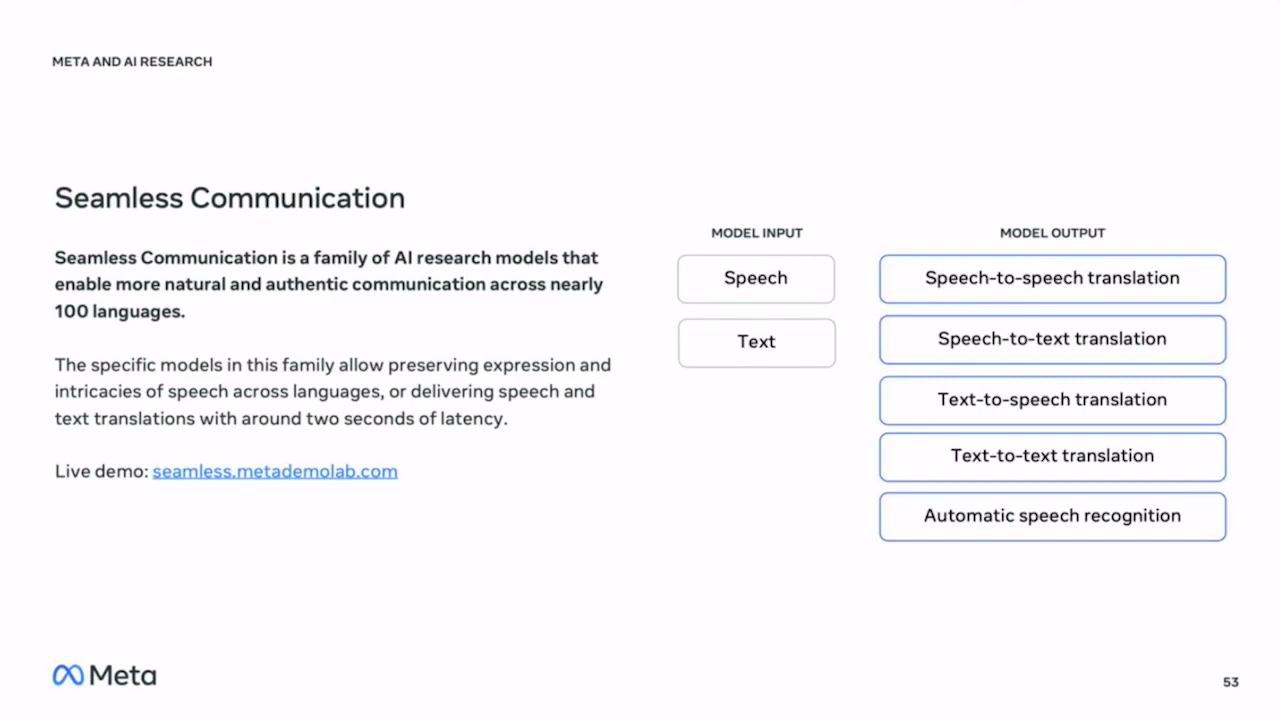 META AND AI RESEARCH
Seamless Communication
Seamless Communication is a family of AI research models that
enable more natural and authentic communication across nearly
100 languages.
The specific models in this family allow preserving expression and
intricacies of speech across languages, or delivering speech and
text translations with around two seconds of latency.
Live demo: seamless.metademolab.com
MODEL INPUT
Speech
Text
MODEL OUTPUT
Speech-to-speech translation
Speech-to-text translation
Text-to-speech translation
Text-to-text translation
Automatic speech recognition
Meta
53